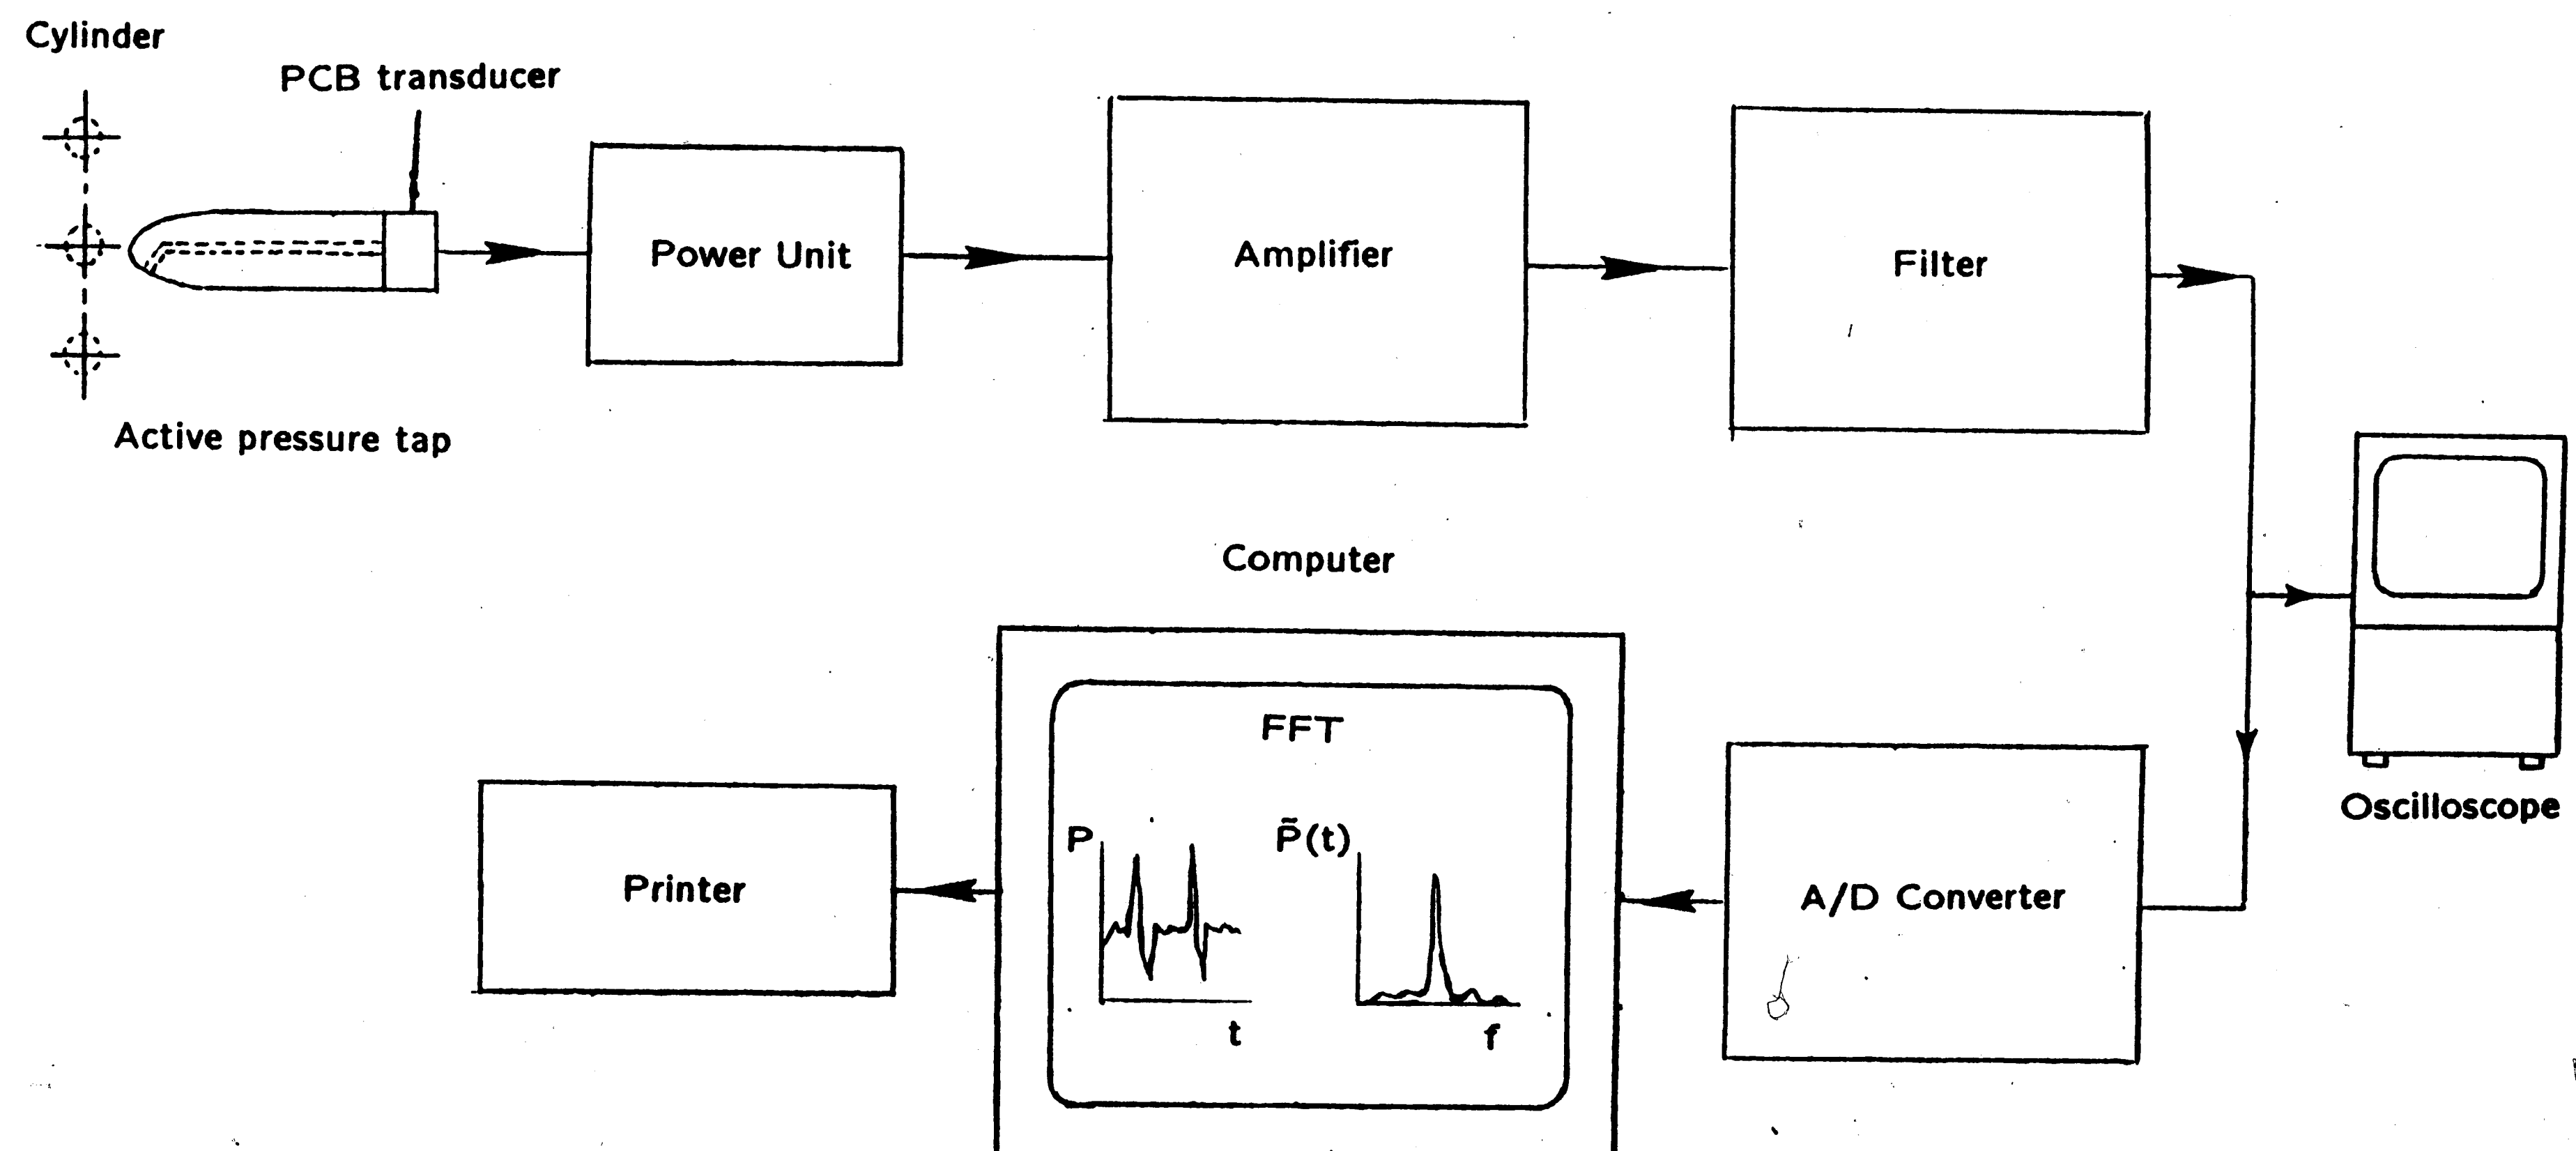 Cylinder
PCB transducer
Power Unit
Amplifier
Filter
Active pressure tap
Computer
FFT
P
P̃(t)
t
f
Printer
A/D Converter
Oscilloscope